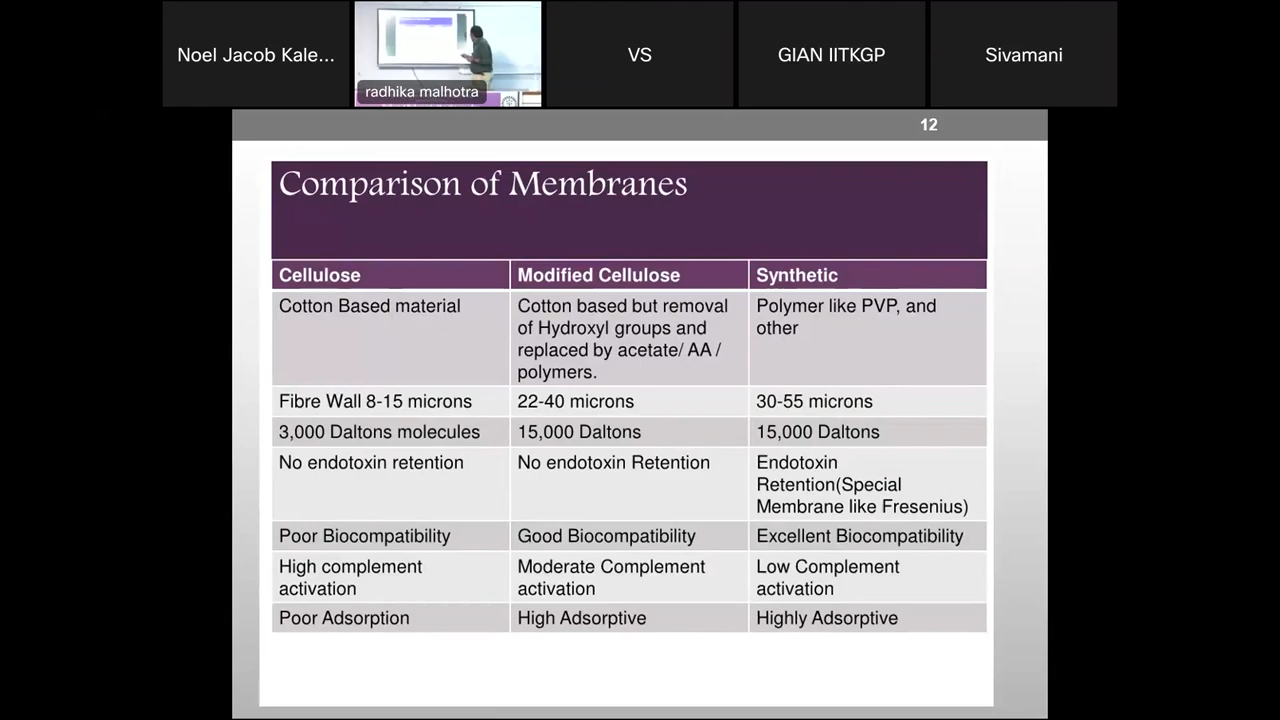 Noel Jacob Kale...
radhika malhotra
VS
GIAN IITKGP
Sivamani
12
Comparison of Membranes
Cellulose
Modified Cellulose
Synthetic
Cotton Based material
Cotton based but removal
of Hydroxyl groups and
replaced by acetate/ AA /
polymers.
Polymer like PVP, and
other
Fibre Wall 8-15 microns
22-40 microns
30-55 microns
3,000 Daltons molecules
15,000 Daltons
15,000 Daltons
No endotoxin retention
No endotoxin Retention
Endotoxin
Retention(Special
Membrane like Fresenius)
Poor Biocompatibility
Good Biocompatibility
Excellent Biocompatibility
High complement
activation
Moderate Complement
activation
Low Complement
activation
Poor Adsorption
High Adsorptive
Highly Adsorptive